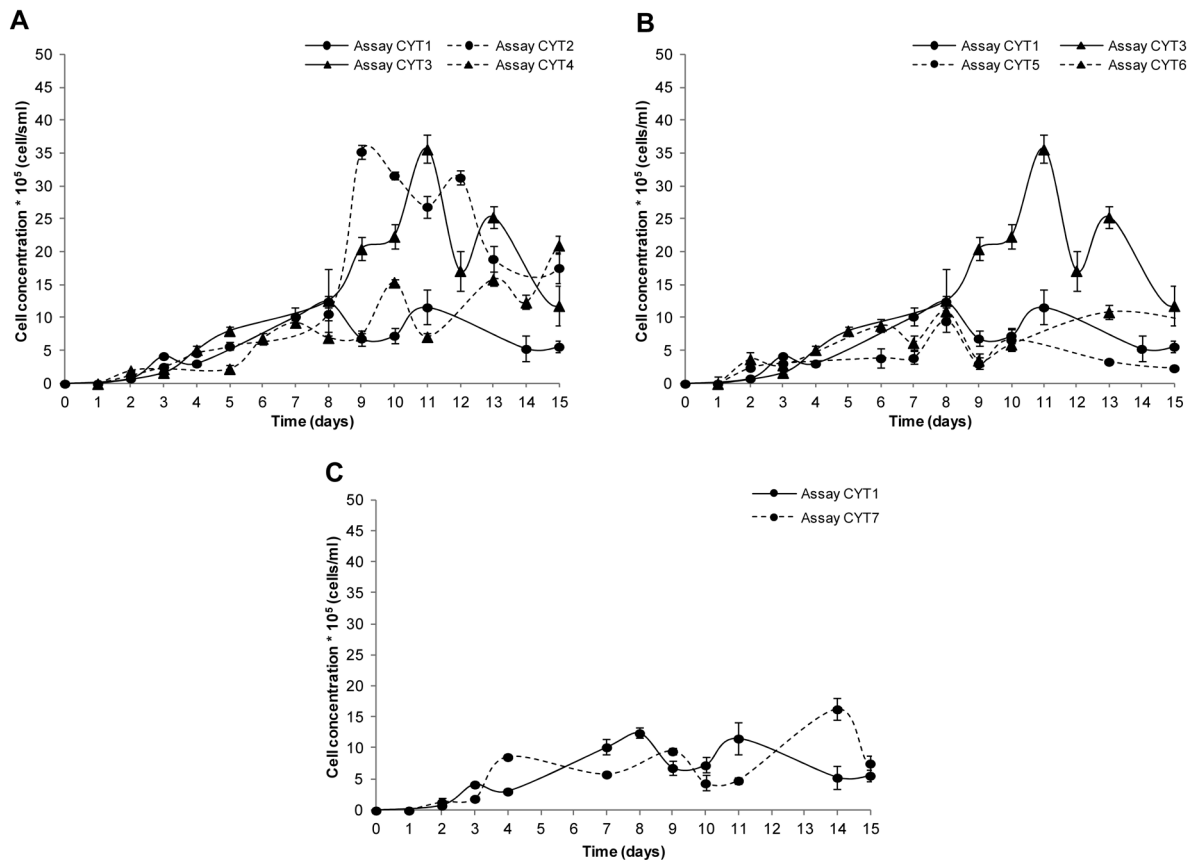 A
Assay CYT1 Assay CYT2
Assay CYT3 Assay CYT4
Cell concentration * 10⁵ (cell/sml)
50
45
40
35
30
25
20
15
10
5
0
0 1 2 3 4 5 6 7 8 9 10 11 12 13 14 15
Time (days)
B
Assay CYT1 Assay CYT3
Assay CYT5 Assay CYT6
Cell concentration * 10⁵ (cells/ml)
50
45
40
35
30
25
20
15
10
5
0
0 1 2 3 4 5 6 7 8 9 10 11 12 13 14 15
Time (days)
C
Assay CYT1
Assay CYT7
Cell concentration * 10⁵ (cells/ml)
50
45
40
35
30
25
20
15
10
5
0
0 1 2 3 4 5 6 7 8 9 10 11 12 13 14 15
Time (days)